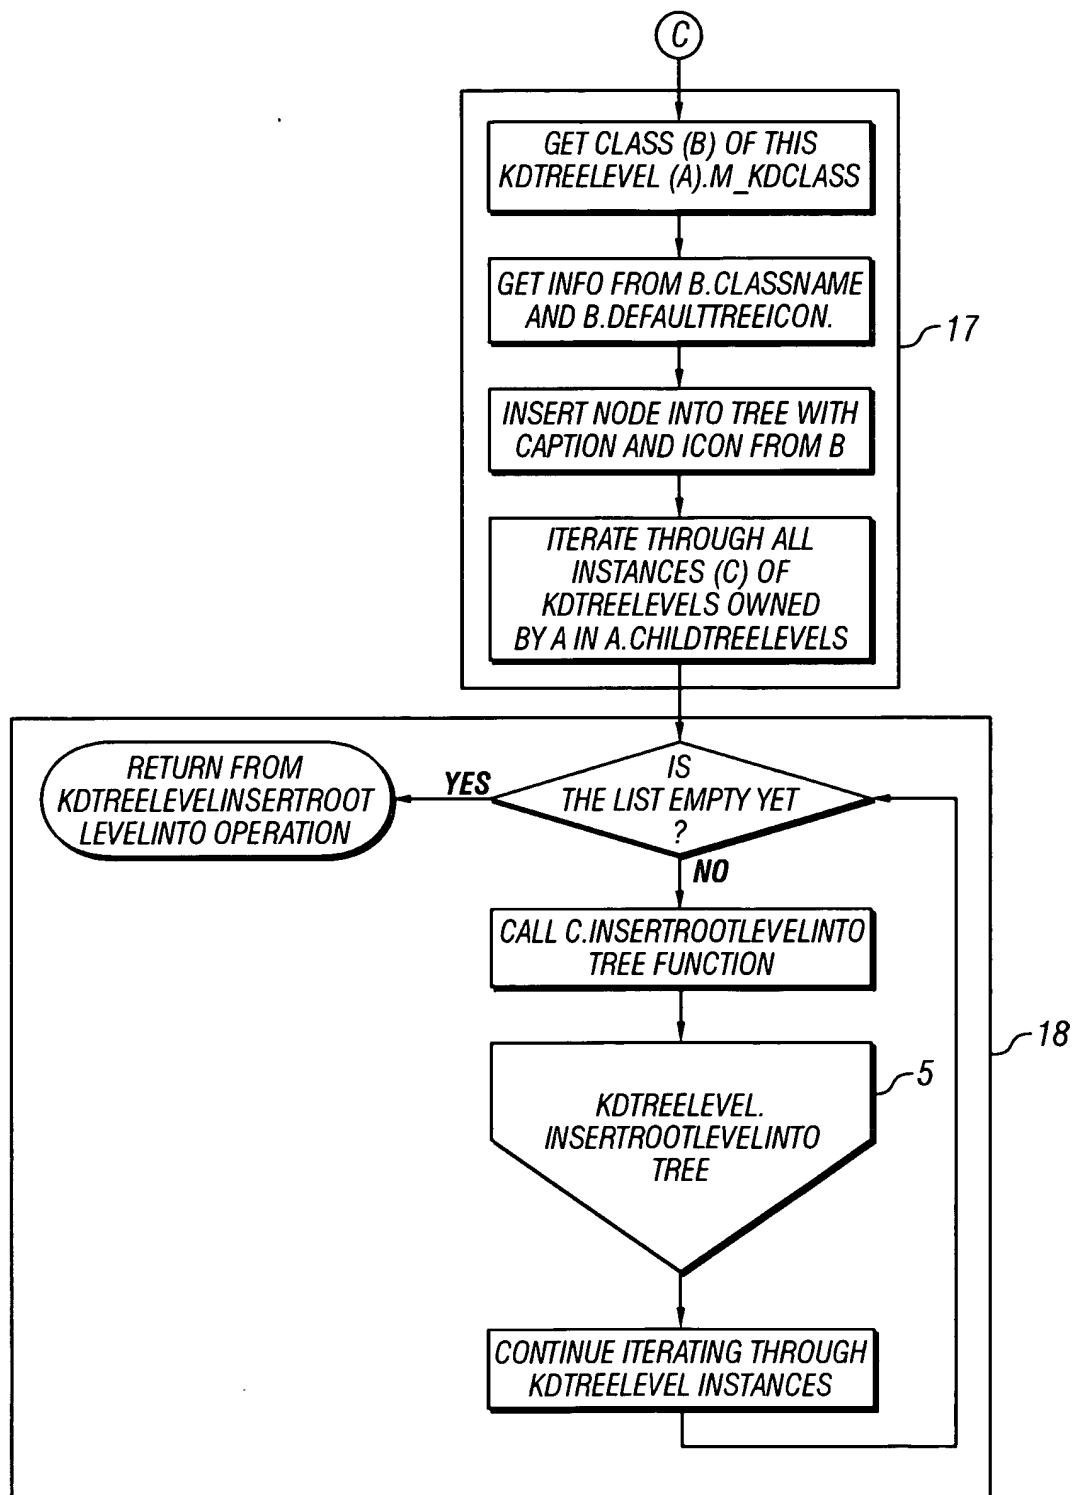 C
GET CLASS (B) OF THIS
KDTREELEVEL (A).M_KDCLASS
GET INFO FROM B.CLASSNAME
AND B.DEFAULTTREEICON.
17
INSERT NODE INTO TREE WITH
CAPTION AND ICON FROM B
ITERATE THROUGH ALL
INSTANCES (C) OF
KDTREELEVELS OWNED
BY A IN A.CHILDTREELEVELS
RETURN FROM
KDTREELEVELINSERTROOT
LEVELINTO OPERATION
YES
IS
THE LIST EMPTY YET
?
NO
CALL C.INSERTROOTLEVELINTO
TREE FUNCTION
18
5
KDTREELEVEL.
INSERTROOTLEVELINTO
TREE
CONTINUE ITERATING THROUGH
KDTREELEVEL INSTANCES